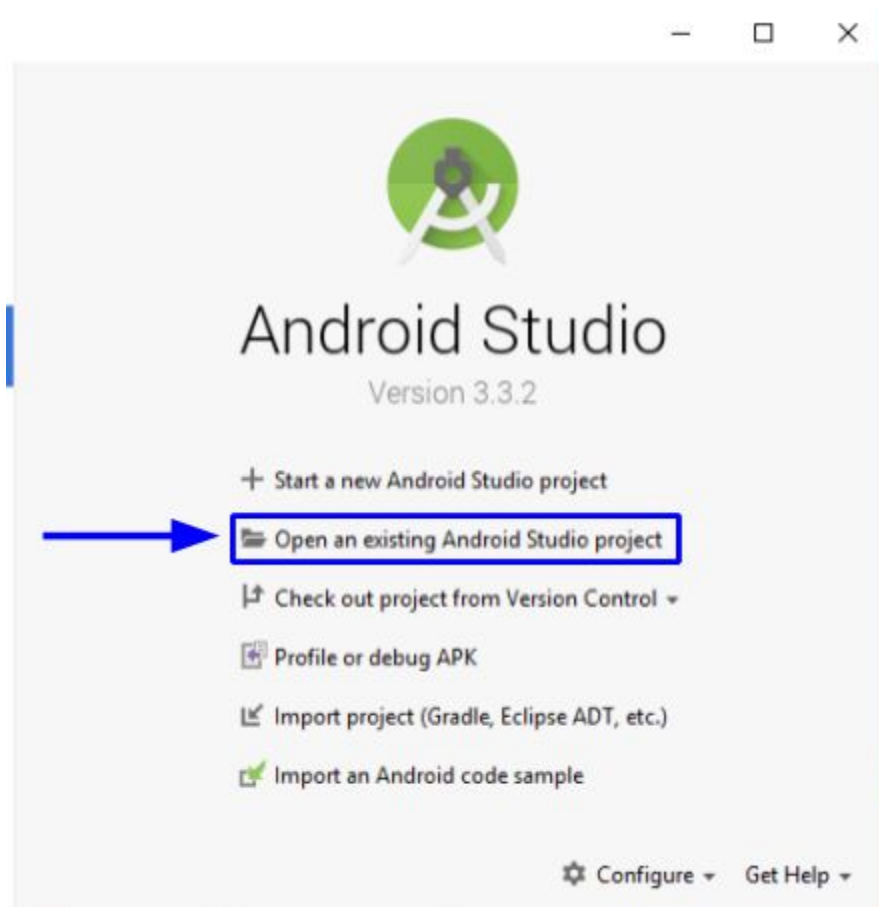 Android Studio
Version 3.3.2
Start a new Android Studio project
Open an existing Android Studio project
Check out project from Version Control
Profile or debug APK
Import project (Gradle, Eclipse ADT, etc.)
Import an Android code sample
Configure Get Help